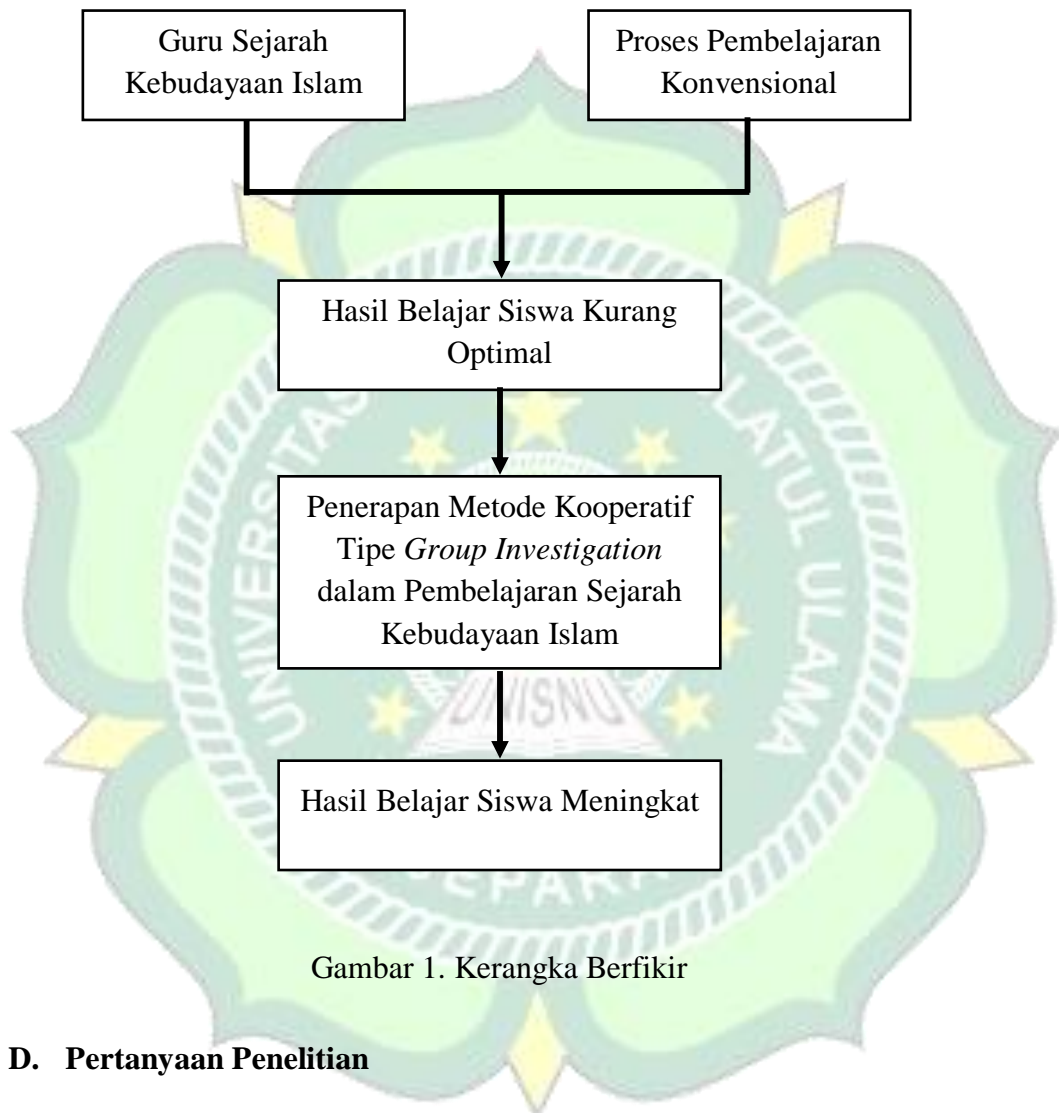 Guru Sejarah
Kebudayaan Islam
Proses Pembelajaran
Konvensional
Hasil Belajar Siswa Kurang
Optimal
Penerapan Metode Kooperatif
Tipe Group Investigation
dalam Pembelajaran Sejarah
Kebudayaan Islam
Hasil Belajar Siswa Meningkat
Gambar 1. Kerangka Berfikir
D. Pertanyaan Penelitian
UNISNU